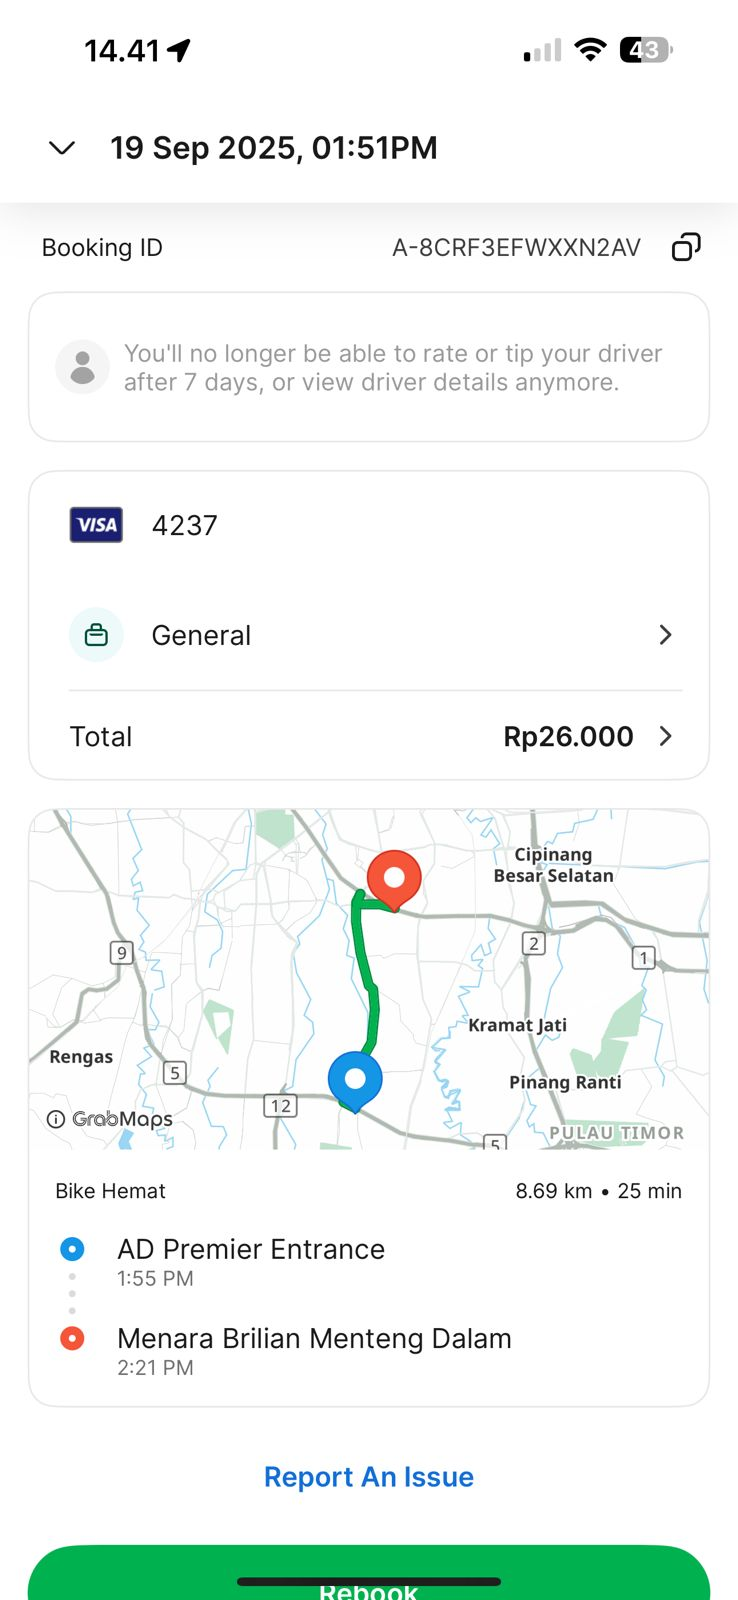 14.41
43
19 Sep 2025, 01:51PM
Booking ID
A-8CRF3EFWXXN2AV
You'll no longer be able to rate or tip your driver
after 7 days, or view driver details anymore.
VISA
4237
General
Total
Rp26.000
Cipinang
Besar Selatan
9
2
1
Kramat Jati
Rengas
5
Pinang Ranti
12
GrabMaps
PULAU TIMOR
5
Bike Hemat
8.69 km • 25 min
AD Premier Entrance
1:55 PM
Menara Brilian Menteng Dalam
2:21 PM
Report An Issue
Rebook